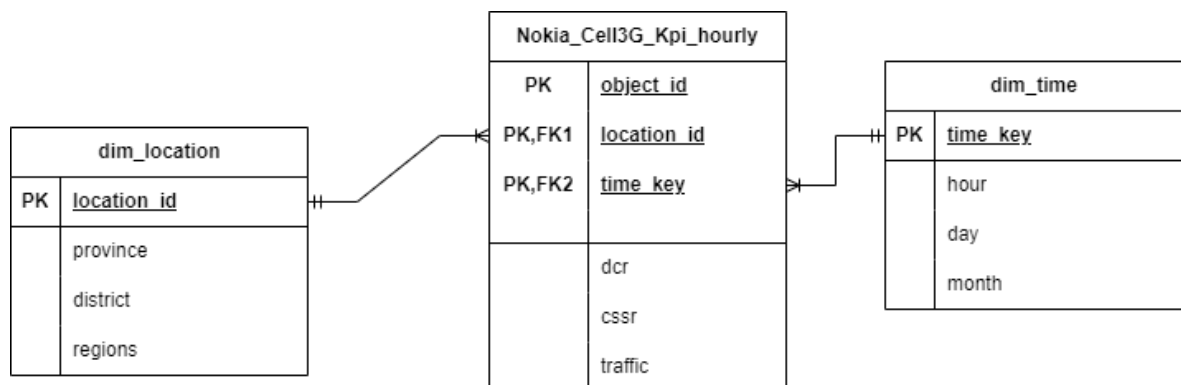 dim_location
PK location_id
province
district
regions
Nokia_Cell3G_Kpi_hourly
PK object_id
PK,FK1 location_id
PK,FK2 time_key
dcr
cssr
traffic
dim_time
PK time_key
hour
day
month